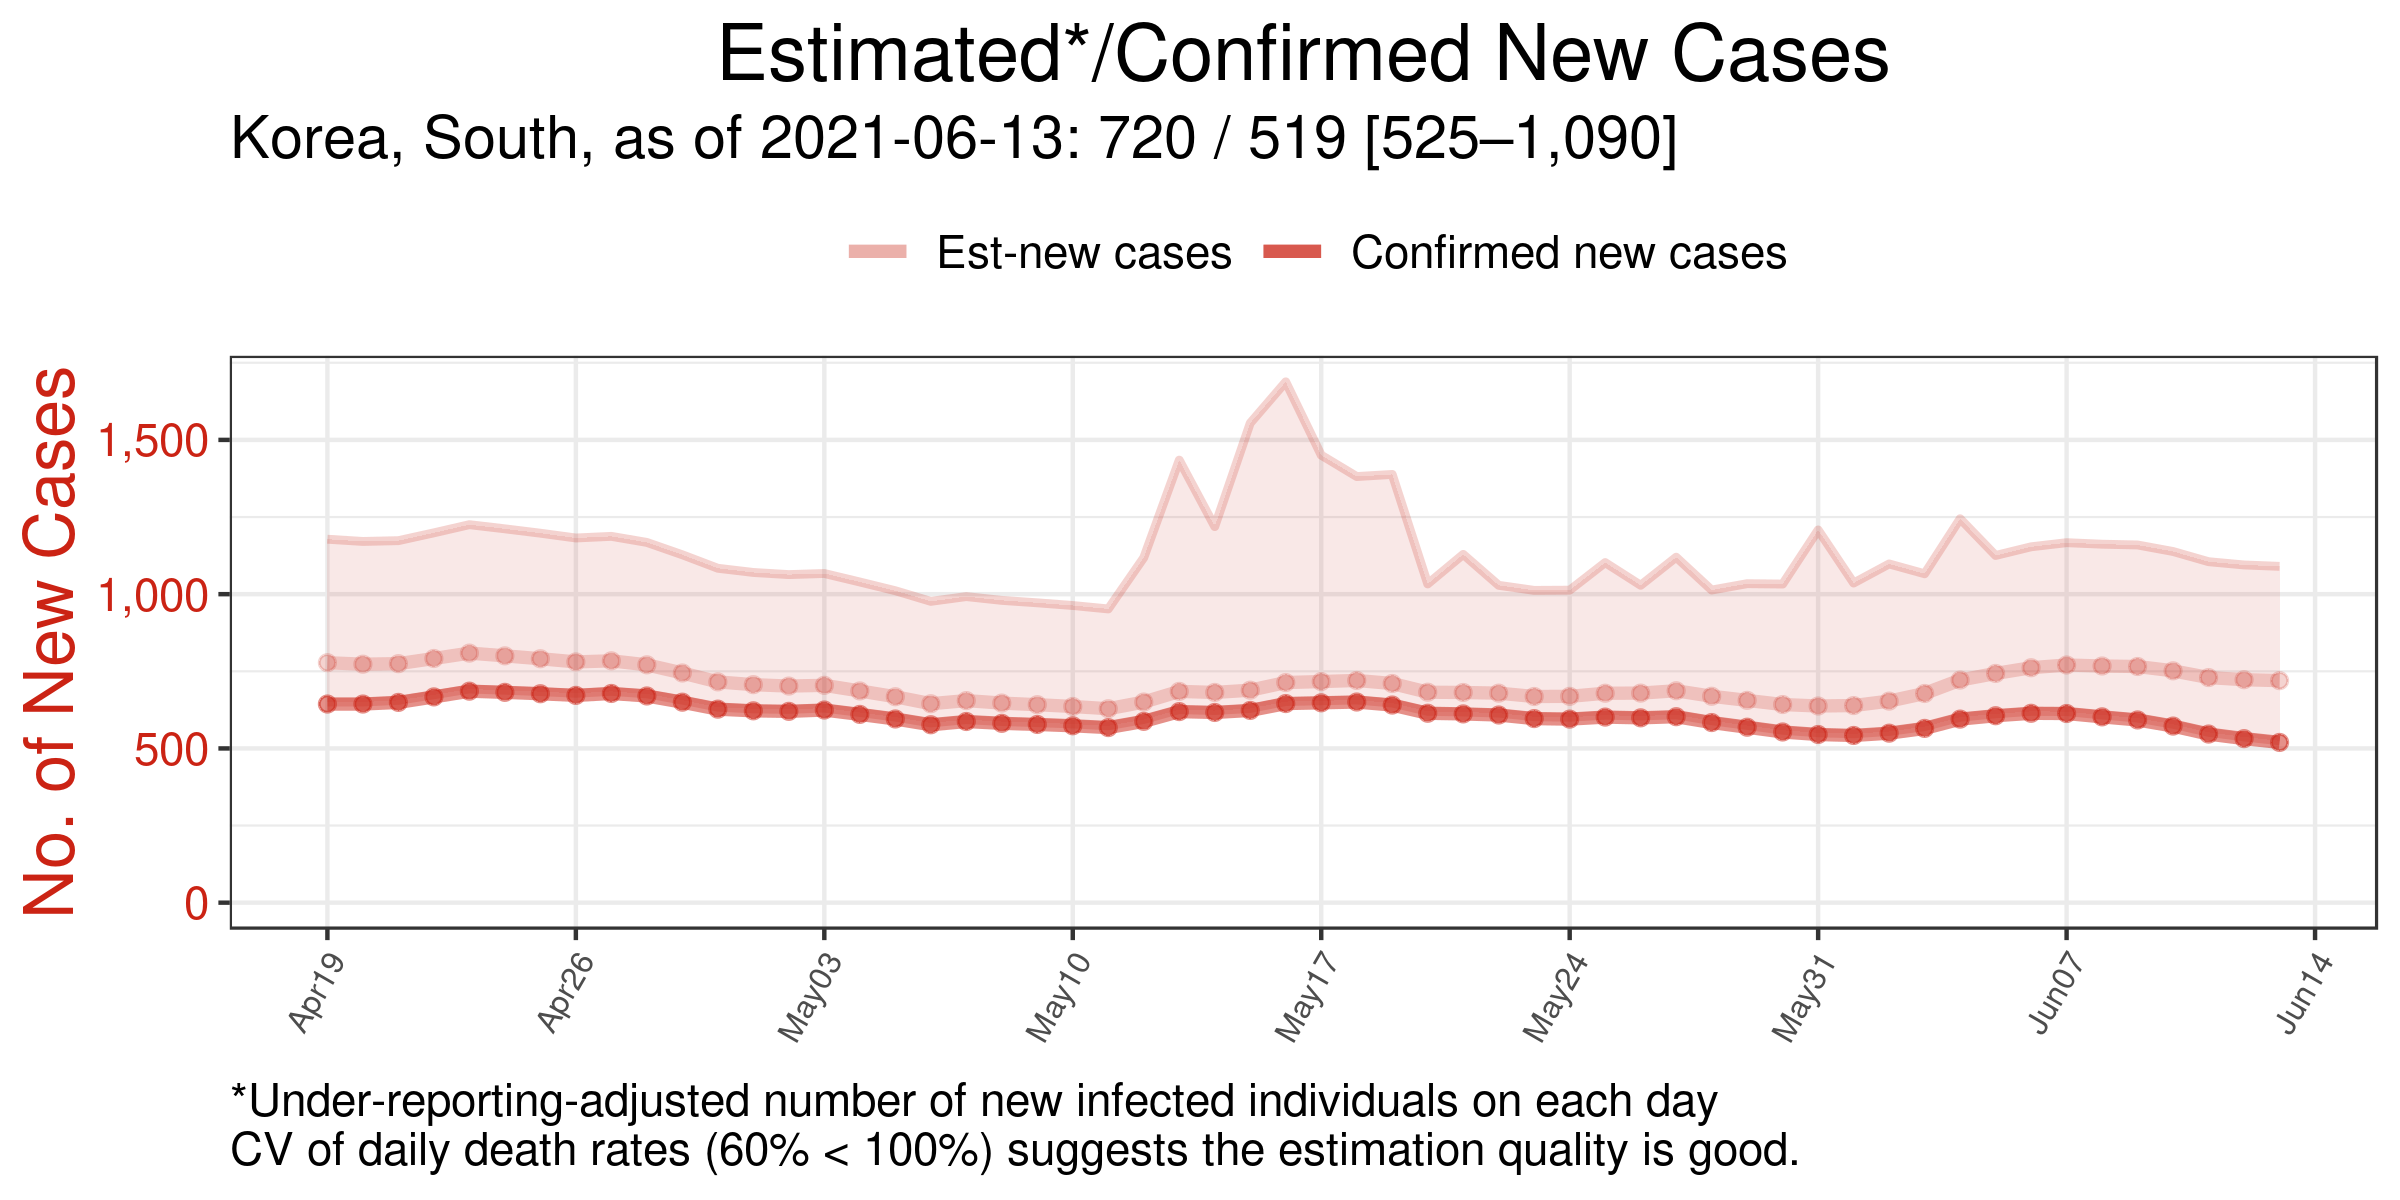 Estimated*/Confirmed New Cases
Korea, South, as of 2021-06-13: 720 / 519 [525–1,090]
Est-new cases
Confirmed new cases
No. of New Cases
1,500
1,000
500
0
Apr19
Apr26
May03
May10
May17
May24
May31
Jun07
Jun14
*Under-reporting-adjusted number of new infected individuals on each day
CV of daily death rates (60% < 100%) suggests the estimation quality is good.